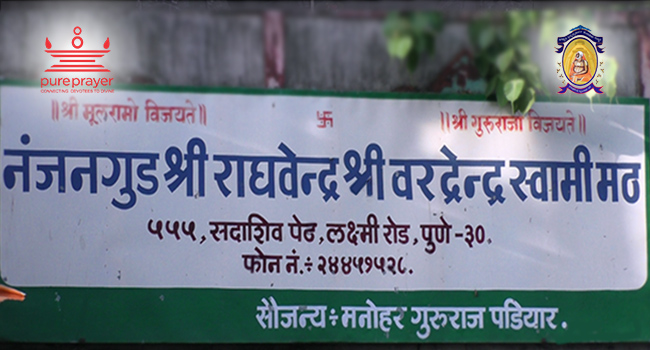 pureprayer
CONNECTING DEVOTEES TO DIVINE
॥श्री मूलरामो विजयते॥ ॥श्री गुरुराजो विजयते॥
नंजनगुड श्री राघवेन्द्र श्री वरद्रेन्द्र स्वामी मठ
५५५, सदाशिव पेठ, लक्ष्मी रोड, पुणे -३०.
फोन नं.ः २४४५१५२८.
सौजन्य ः मनोहर गुरुराज पडियार.